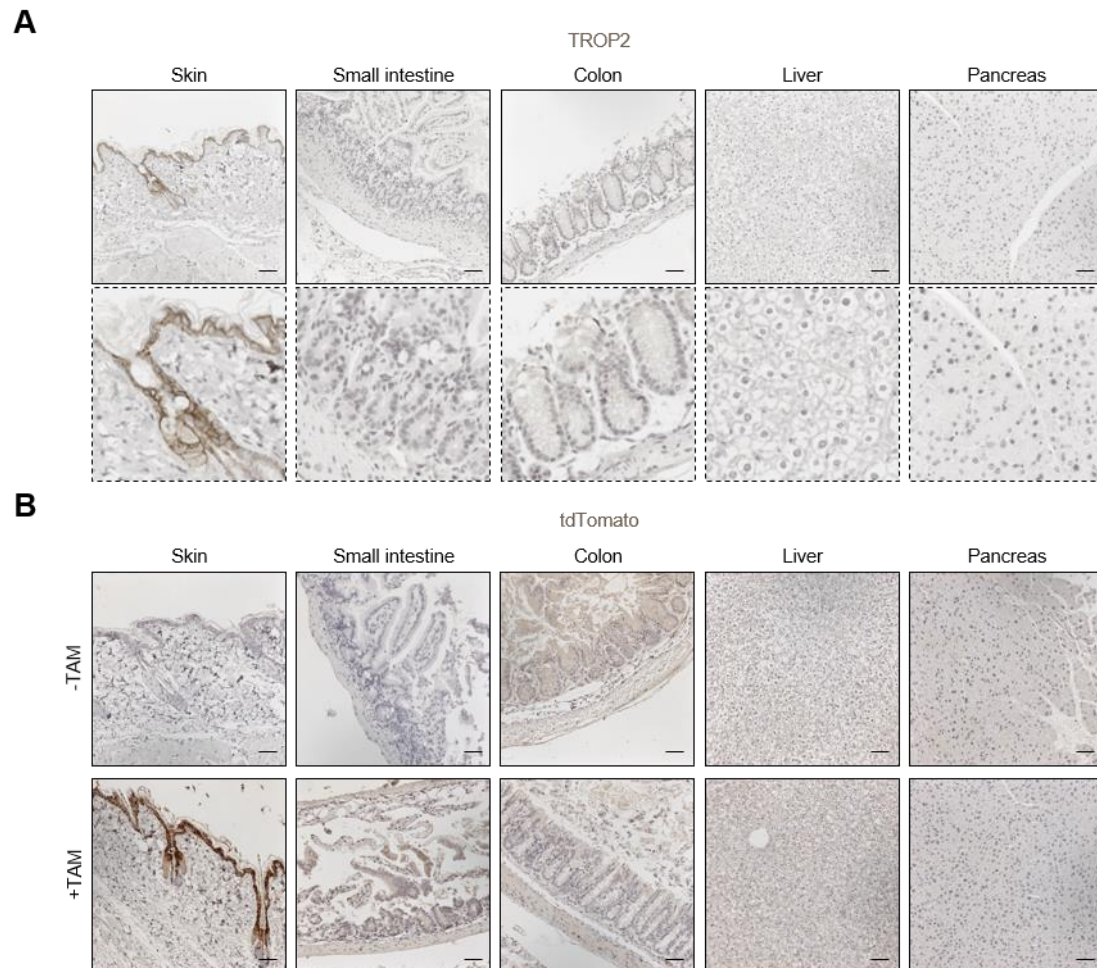 A
TROP2
Skin Small intestine Colon Liver Pancreas
B
tdTomato
Skin Small intestine Colon Liver Pancreas
-TAM
+TAM